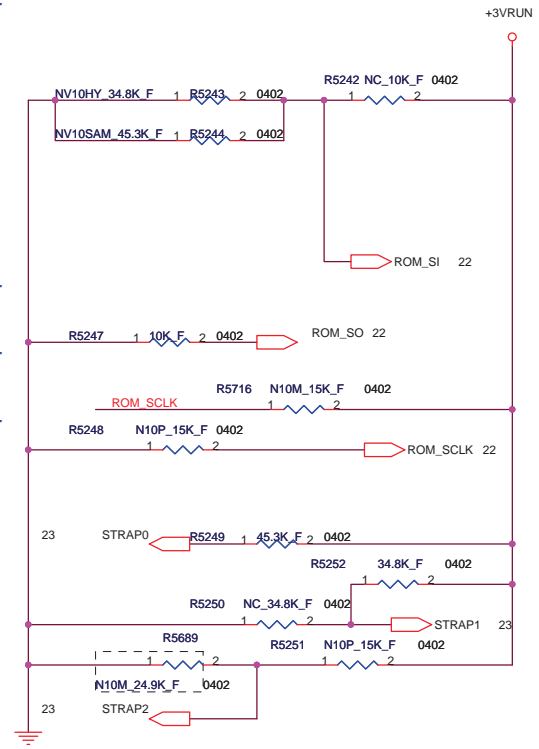 +3VRUN
R5242 NC_10K_F 0402
NV10HY_34.8K_F 1 R5243 2 0402
1 2
NV10SAM_45.3K_F 1 R5244 2 0402
ROM_SI 22
R5247 1 10K_F 2 0402 ROM_SO 22
R5716 N10M_15K_F 0402
ROM_SCLK 1 2
R5248 N10P_15K_F 0402
1 2 ROM_SCLK 22
23 STRAP0 R5249 1 45.3K_F 2 0402
R5252 34.8K_F 0402
1 2
R5250 NC_34.8K_F 0402
1 2 STRAP1 23
R5689 R5251 N10P_15K_F 0402
1 2 1 2
N10M_24.9K_F 0402
23 STRAP2